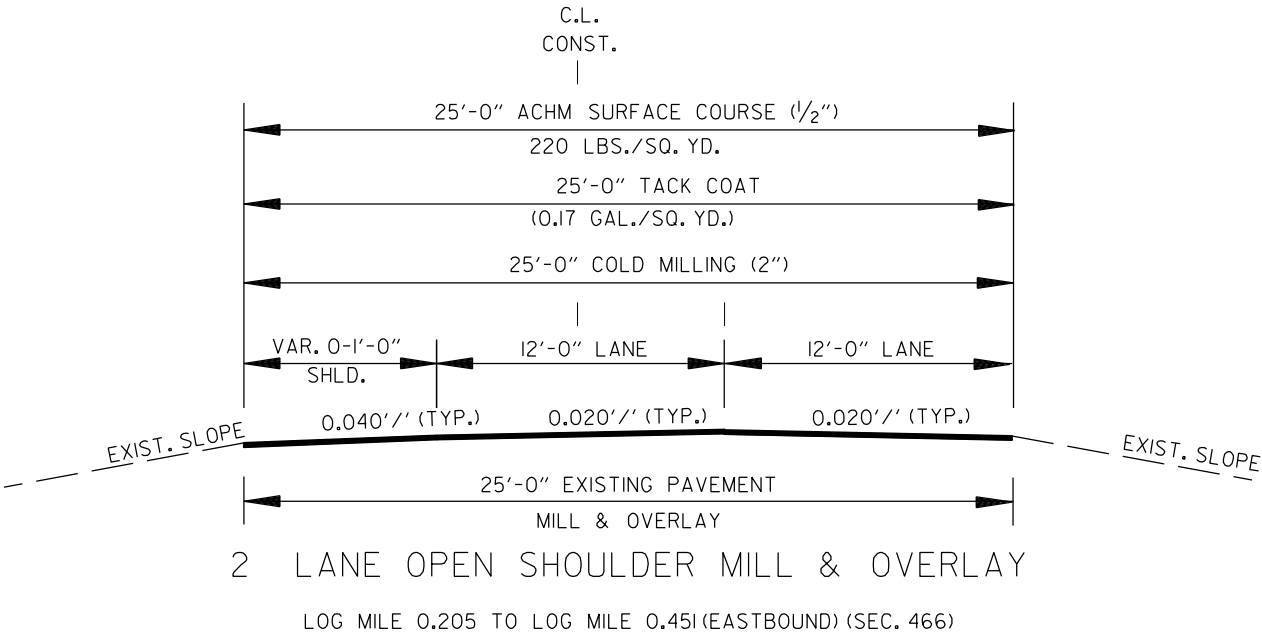 C.L.
CONST.
25'-0" ACHM SURFACE COURSE (1/2")
220 LBS./SQ. YD.
25'-0" TACK COAT
(0.17 GAL./SQ. YD.)
25'-0" COLD MILLING (2")
VAR. 0-1'-0"
SHLD.
12'-0" LANE
12'-0" LANE
0.040'/' (TYP.)
0.020'/' (TYP.)
0.020'/' (TYP.)
EXIST. SLOPE
EXIST. SLOPE
25'-0" EXISTING PAVEMENT
MILL & OVERLAY
2 LANE OPEN SHOULDER MILL & OVERLAY
LOG MILE 0.205 TO LOG MILE 0.451 (EASTBOUND) (SEC. 466)